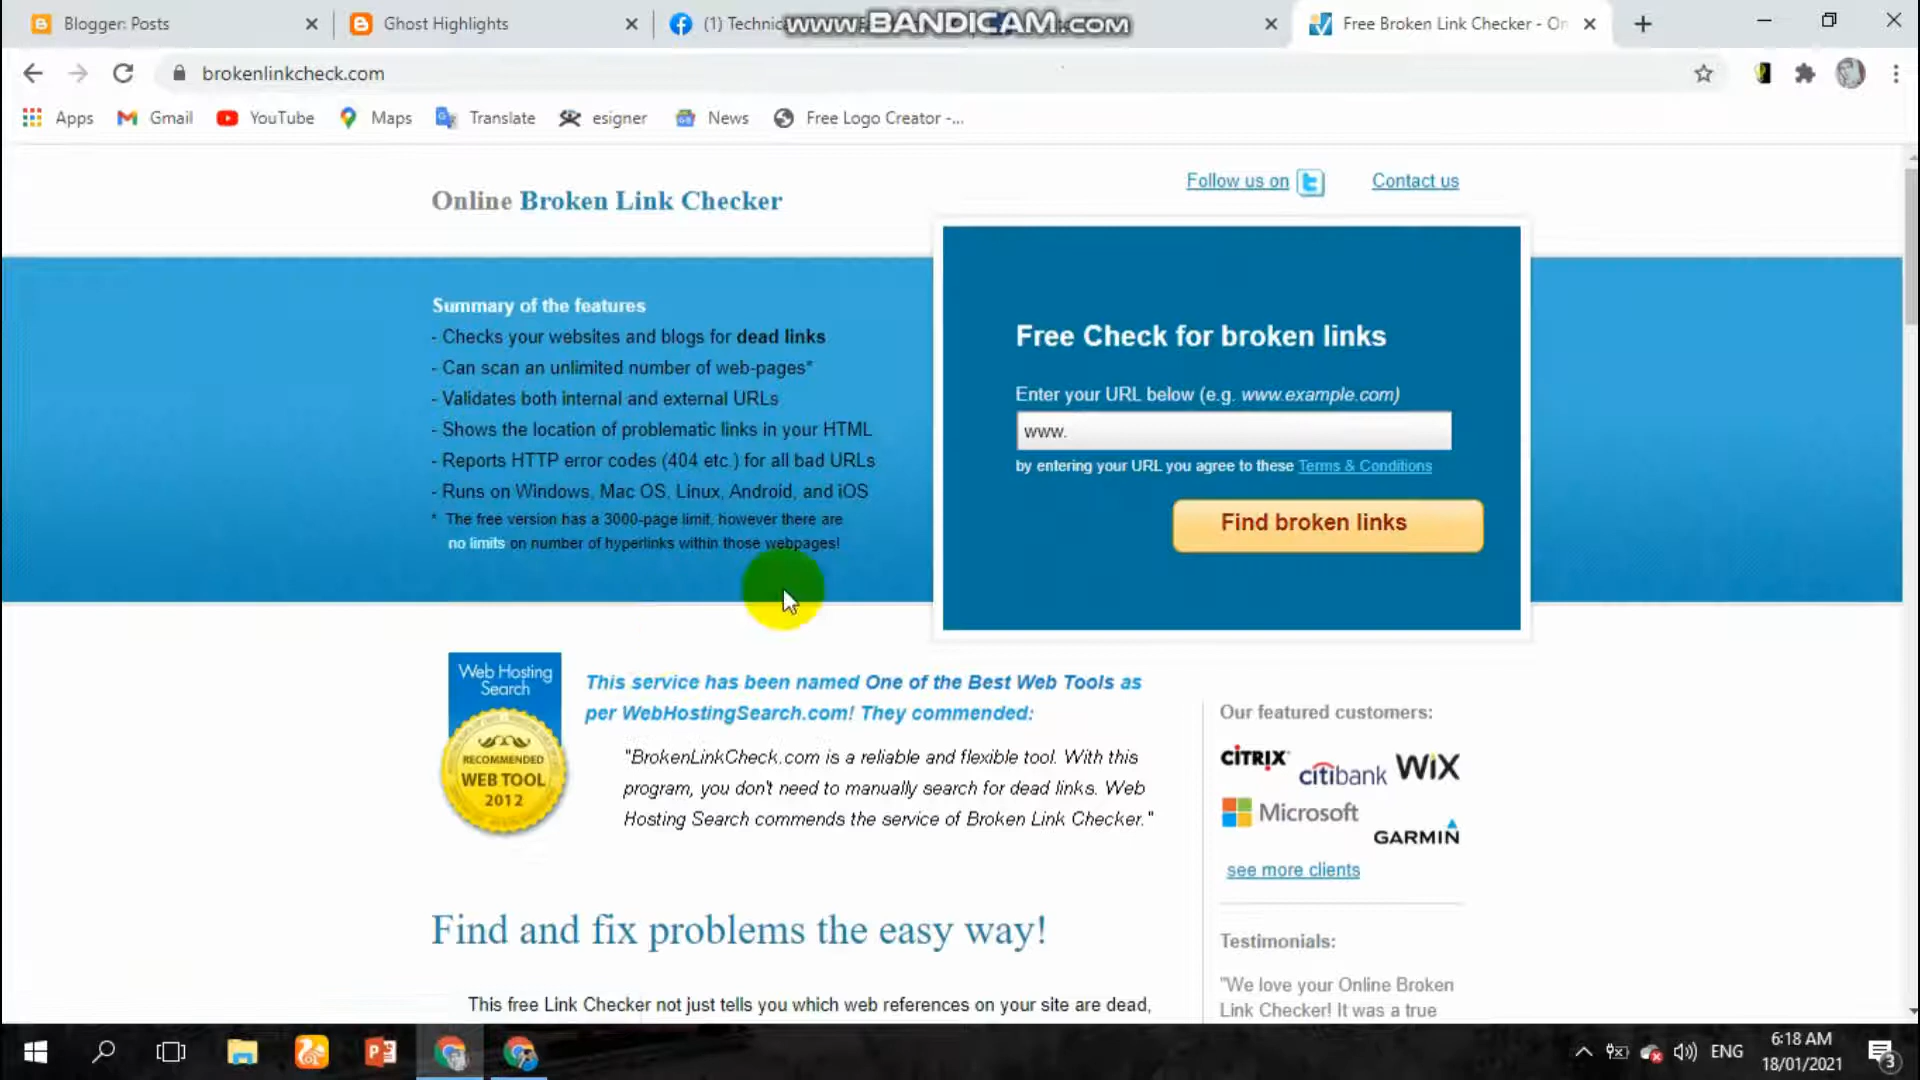 Blogger: Posts
Ghost Highlights
(1) Technic
www.BANDICAM.com
Free Broken Link Checker - On
brokenlinkcheck.com
Apps
Gmail
YouTube
Maps
Translate
esigner
News
Free Logo Creator -...
Online Broken Link Checker
Follow us on
Contact us
Summary of the features
- Checks your websites and blogs for dead links
- Can scan an unlimited number of web-pages*
- Validates both internal and external URLs
- Shows the location of problematic links in your HTML
- Reports HTTP error codes (404 etc.) for all bad URLs
- Runs on Windows, Mac OS, Linux, Android, and iOS
* The free version has a 3000-page limit, however there are
no limits on number of hyperlinks within those webpages!
Free Check for broken links
Enter your URL below (e.g. www.example.com)
www.
by entering your URL you agree to these Terms & Conditions
Find broken links
Web Hosting
Search
RECOMMENDED
WEB TOOL
2012
This service has been named One of the Best Web Tools as
per WebHostingSearch.com! They commended:
"BrokenLinkCheck.com is a reliable and flexible tool. With this
program, you don't need to manually search for dead links. Web
Hosting Search commends the service of Broken Link Checker."
Our featured customers:
CİTRIX
citibank
WiX
Microsoft
GARMIN
see more clients
Find and fix problems the easy way!
This free Link Checker not just tells you which web references on your site are dead,
Testimonials:
"We love your Online Broken
Link Checker! It was a true
ENG
6:18 AM
18/01/2021
3